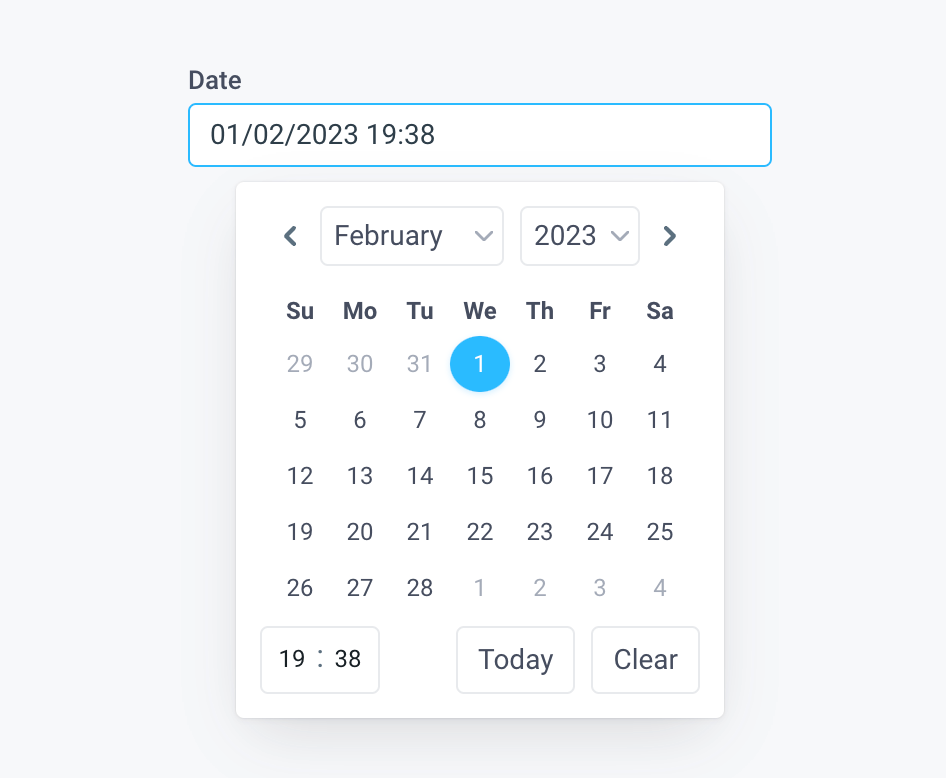 Date
01/02/2023 19:38
February 2023
Su Mo Tu We Th Fr Sa
29 30 31 1 2 3 4
5 6 7 8 9 10 11
12 13 14 15 16 17 18
19 20 21 22 23 24 25
26 27 28 1 2 3 4
19 : 38 Today Clear